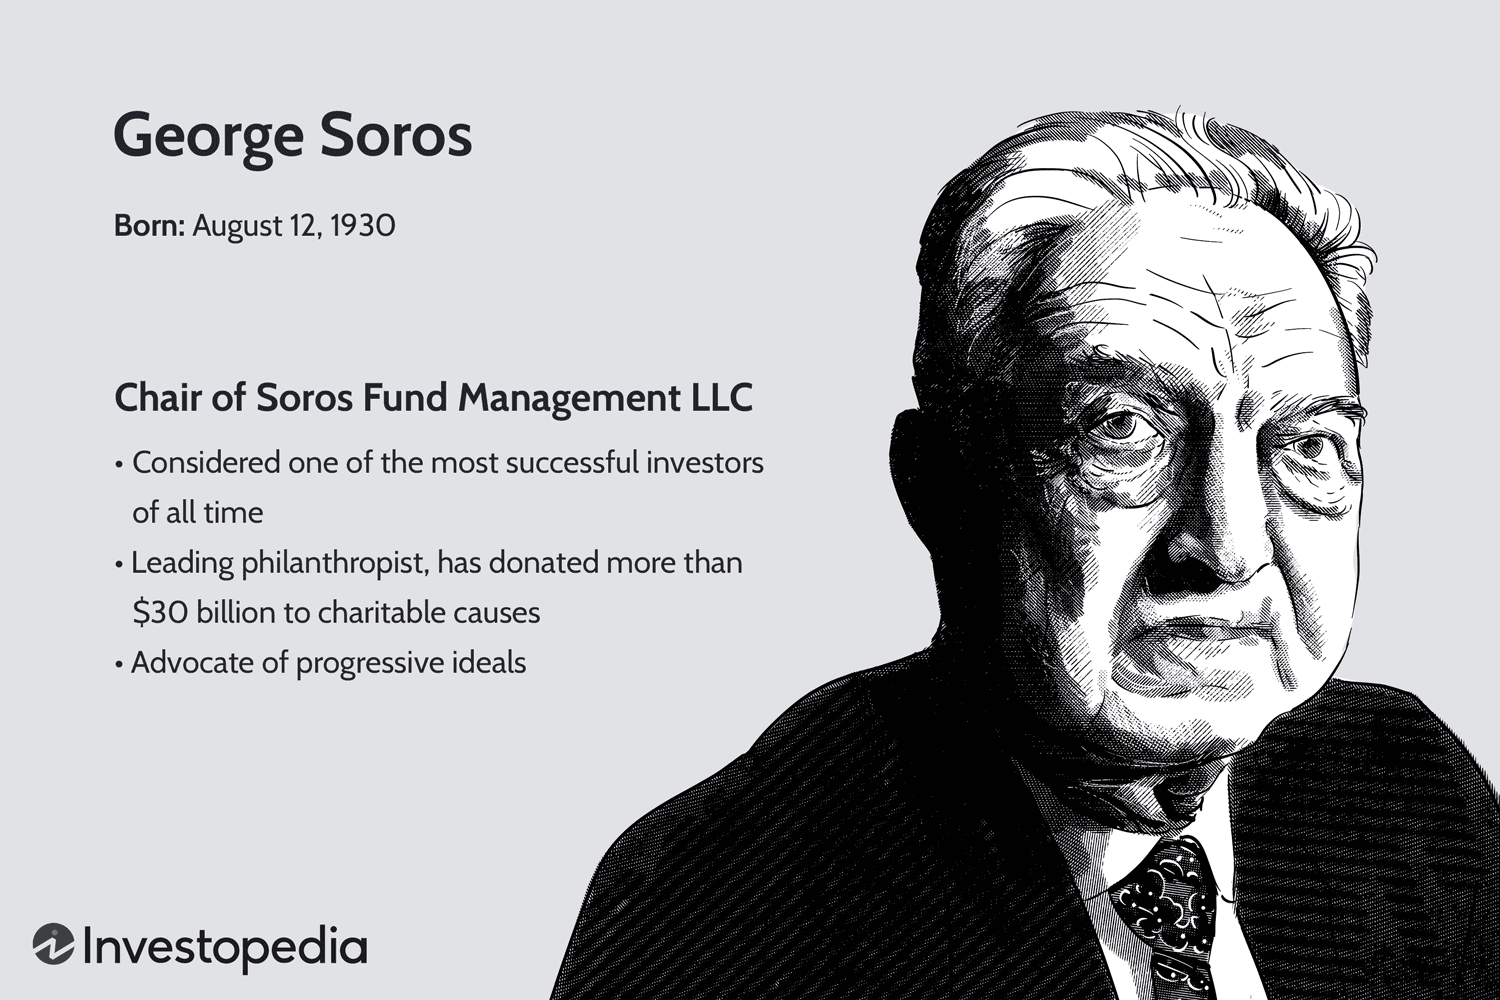 George Soros
Born: August 12, 1930
Chair of Soros Fund Management LLC
• Considered one of the most successful investors
of all time
• Leading philanthropist, has donated more than
$30 billion to charitable causes
• Advocate of progressive ideals
Investopedia